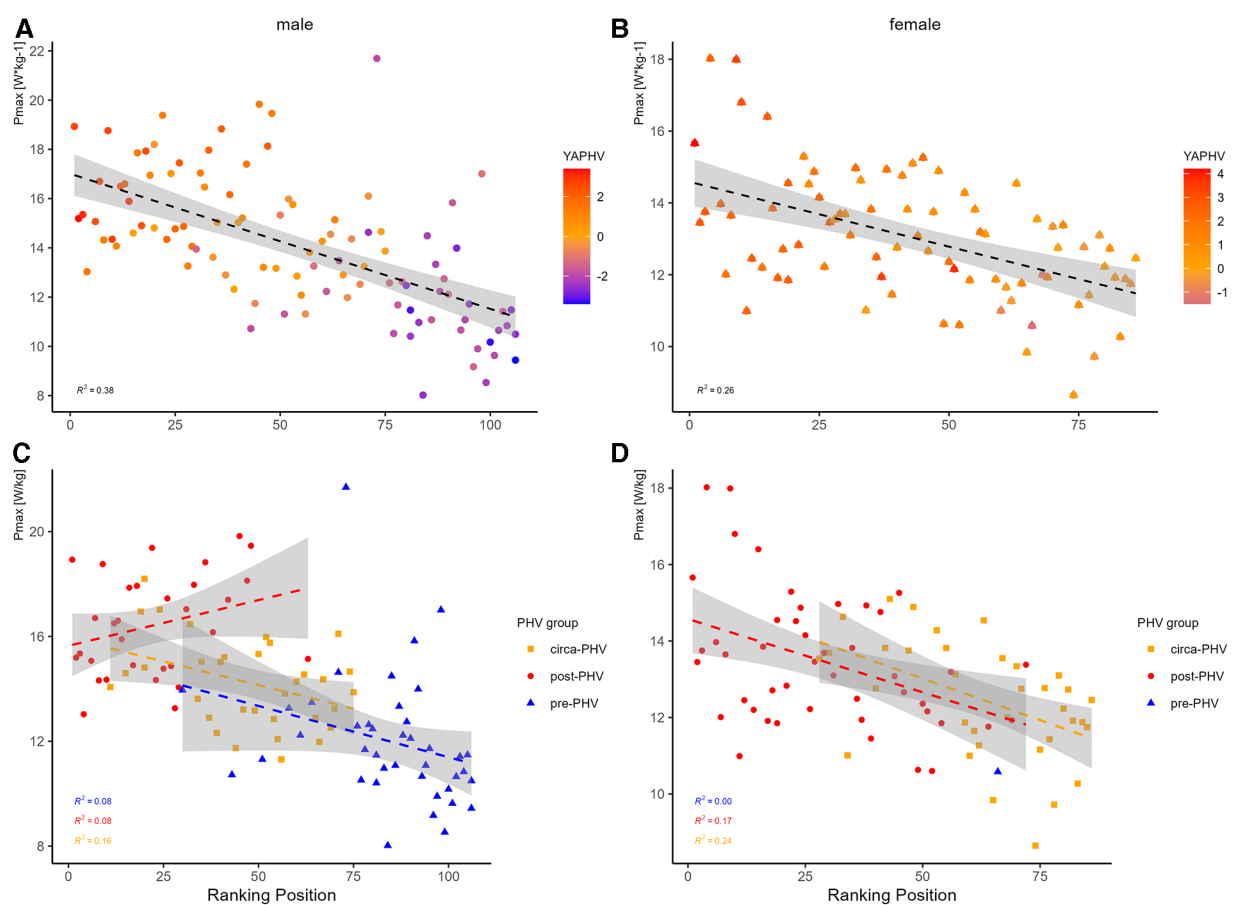 A
male
Pmax [W*kg-1]
22
20
18
16
14
12
10
8
R² = 0.38
0
25
50
75
100
YAPHV
2
0
-2
B
female
Pmax [W*kg-1]
18
16
14
12
10
R² = 0.26
0
25
50
75
YAPHV
4
3
2
1
0
-1
C
Pmax [W/kg]
20
16
12
8
R² = 0.08
R² = 0.08
R² = 0.16
0
25
50
75
100
Ranking Position
PHV group
circa-PHV
post-PHV
pre-PHV
D
Pmax [W/kg]
18
16
14
12
10
R² = 0.00
R² = 0.17
R² = 0.24
0
25
50
75
Ranking Position
PHV group
circa-PHV
post-PHV
pre-PHV